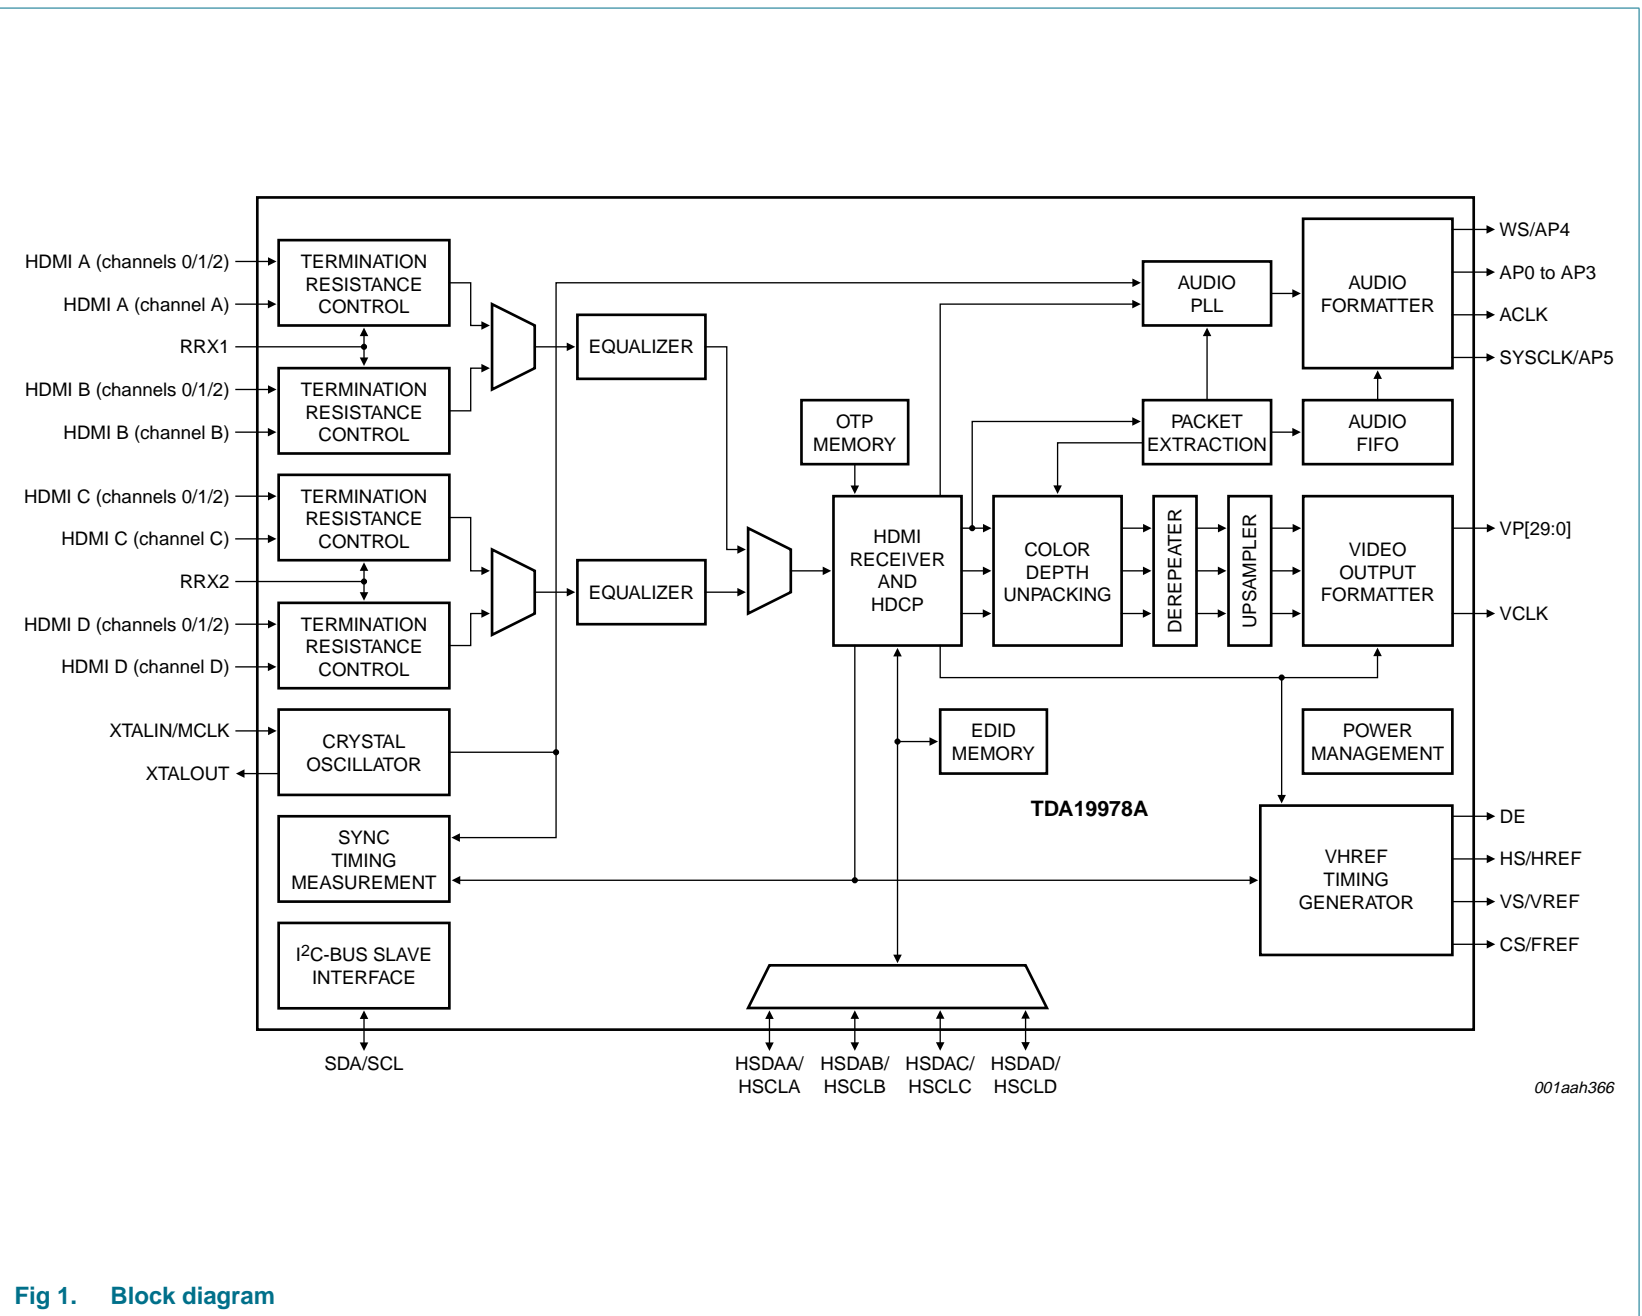 HDMI A (channels 0/1/2)
HDMI A (channel A)
RRX1
HDMI B (channels 0/1/2)
HDMI B (channel B)
HDMI C (channels 0/1/2)
HDMI C (channel C)
RRX2
HDMI D (channels 0/1/2)
HDMI D (channel D)
XTALIN/MCLK
XTALOUT
TERMINATION
RESISTANCE
CONTROL
TERMINATION
RESISTANCE
CONTROL
TERMINATION
RESISTANCE
CONTROL
TERMINATION
RESISTANCE
CONTROL
CRYSTAL
OSCILLATOR
SYNC
TIMING
MEASUREMENT
I2C-BUS SLAVE
INTERFACE
SDA/SCL
EQUALIZER
EQUALIZER
OTP
MEMORY
HDMI
RECEIVER
AND
HDCP
COLOR
DEPTH
UNPACKING
DEREPEATER
UPSAMPLER
AUDIO
PLL
PACKET
EXTRACTION
AUDIO
FORMATTER
AUDIO
FIFO
VIDEO
OUTPUT
FORMATTER
EDID
MEMORY
POWER
MANAGEMENT
TDA19978A
VHREF
TIMING
GENERATOR
WS/AP4
AP0 to AP3
ACLK
SYSCLK/AP5
VP[29:0]
VCLK
DE
HS/HREF
VS/VREF
CS/FREF
HSDAA/
HSCLA
HSDAB/
HSCLB
HSDAC/
HSCLC
HSDAD/
HSCLD
001aah366
Fig 1. Block diagram